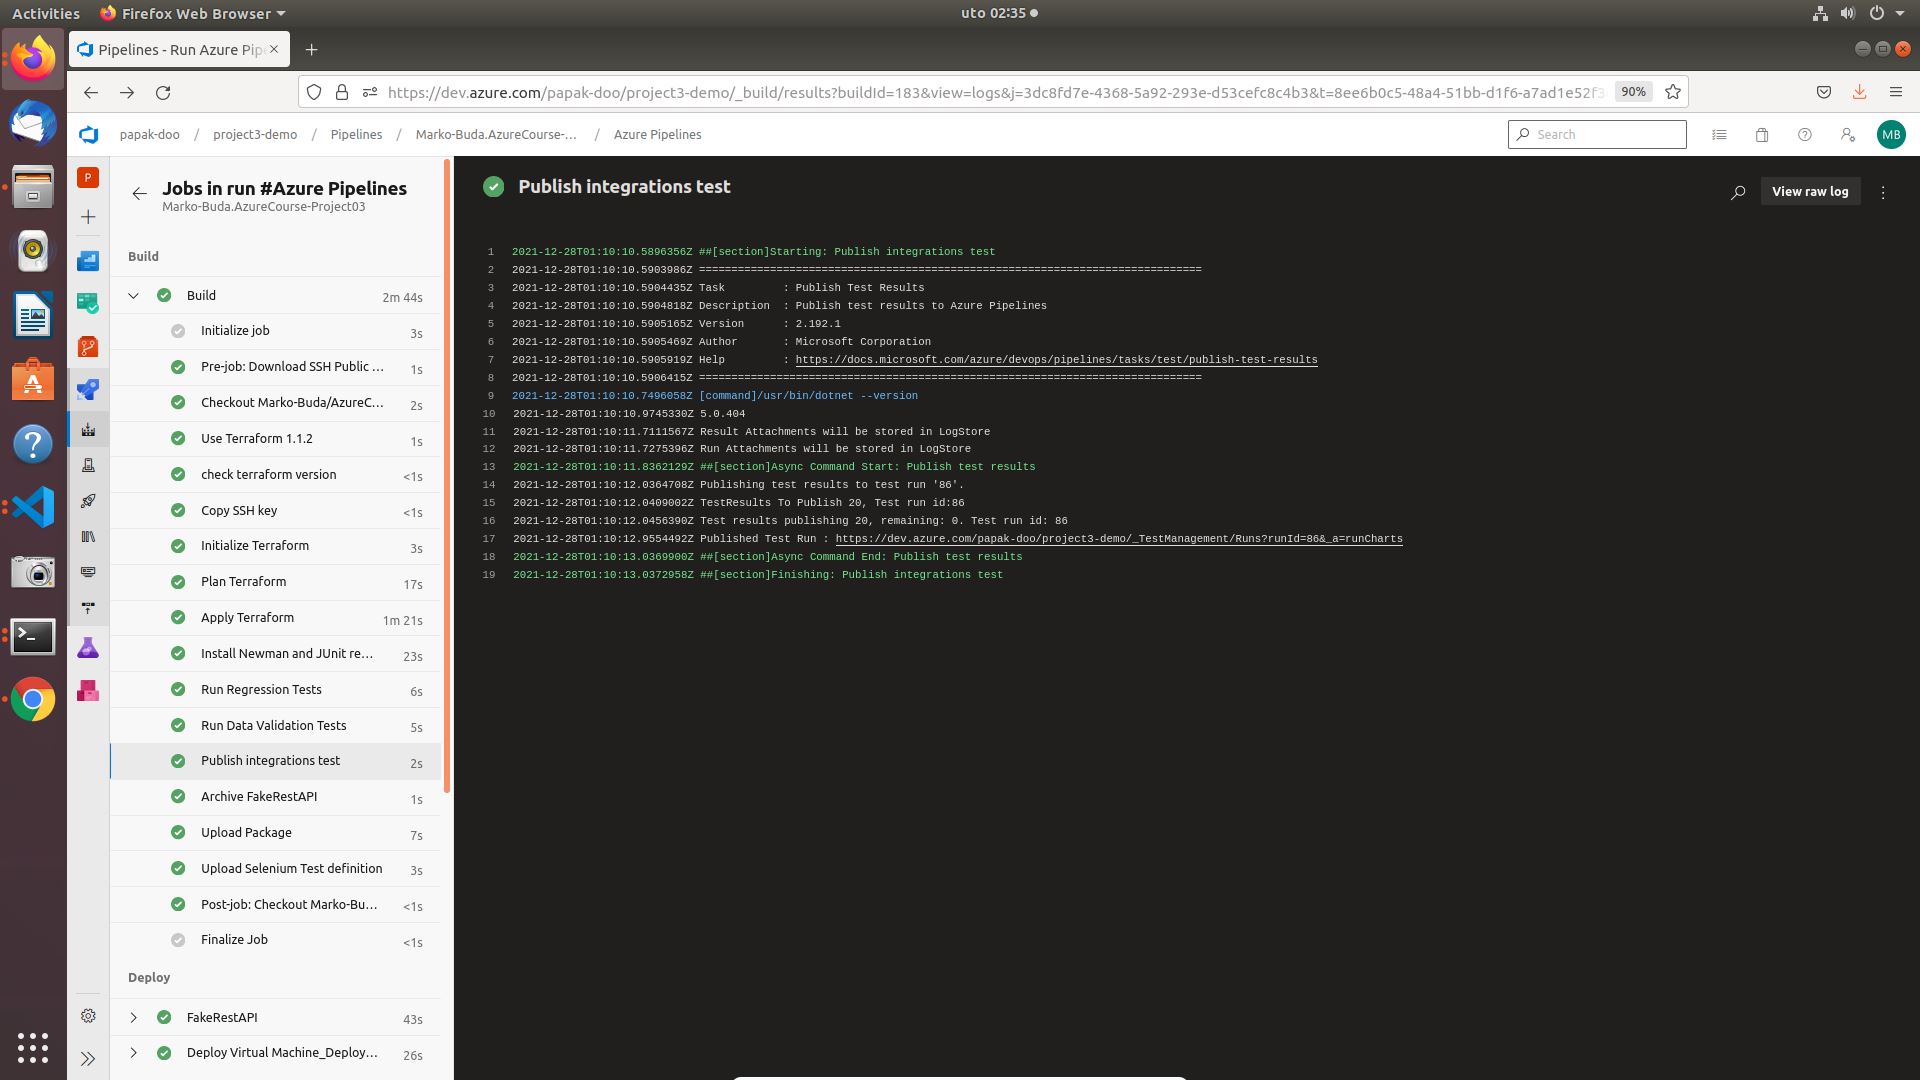 Activities
Firefox Web Browser
uto 02:35
Pipelines - Run Azure Pip
https://dev.azure.com/papak-doo/project3-demo/_build/results?buildId=183&view=logs&j=3dc8fd7e-4368-5a92-293e-d53cefc8c4b3&t=8ee6b0c5-48a4-51bb-d1f6-a7ad1e52f3
90%
papak-doo / project3-demo / Pipelines / Marko-Buda.AzureCourse-... / Azure Pipelines
Search
MB
P
Jobs in run #Azure Pipelines
Marko-Buda.AzureCourse-Project03
Build
Build 2m 44s
Initialize job 3s
Pre-job: Download SSH Public ... 1s
Checkout Marko-Buda/AzureC... 2s
Use Terraform 1.1.2 1s
check terraform version <1s
Copy SSH key <1s
Initialize Terraform 3s
Plan Terraform 17s
Apply Terraform 1m 21s
Install Newman and JUnit re... 23s
Run Regression Tests 6s
Run Data Validation Tests 5s
Publish integrations test 2s
Archive FakeRestAPI 1s
Upload Package 7s
Upload Selenium Test definition 3s
Post-job: Checkout Marko-Bu... <1s
Finalize Job <1s
Deploy
FakeRestAPI 43s
Deploy Virtual Machine_Deploy... 26s
Publish integrations test
View raw log
1 2021-12-28T01:10:10.5896356Z ##[section]Starting: Publish integrations test
2 2021-12-28T01:10:10.5903986Z ==============================================================================
3 2021-12-28T01:10:10.5904435Z Task         : Publish Test Results
4 2021-12-28T01:10:10.5904818Z Description  : Publish test results to Azure Pipelines
5 2021-12-28T01:10:10.5905165Z Version      : 2.192.1
6 2021-12-28T01:10:10.5905469Z Author       : Microsoft Corporation
7 2021-12-28T01:10:10.5905919Z Help         : https://docs.microsoft.com/azure/devops/pipelines/tasks/test/publish-test-results
8 2021-12-28T01:10:10.5906415Z ==============================================================================
9 2021-12-28T01:10:10.7496058Z [command]/usr/bin/dotnet --version
10 2021-12-28T01:10:10.9745330Z 5.0.404
11 2021-12-28T01:10:11.7111567Z Result Attachments will be stored in LogStore
12 2021-12-28T01:10:11.7275396Z Run Attachments will be stored in LogStore
13 2021-12-28T01:10:11.8362129Z ##[section]Async Command Start: Publish test results
14 2021-12-28T01:10:12.0364708Z Publishing test results to test run '86'.
15 2021-12-28T01:10:12.0409002Z TestResults To Publish 20, Test run id:86
16 2021-12-28T01:10:12.0456390Z Test results publishing 20, remaining: 0. Test run id: 86
17 2021-12-28T01:10:12.9554492Z Published Test Run : https://dev.azure.com/papak-doo/project3-demo/_TestManagement/Runs?runId=86&_a=runCharts
18 2021-12-28T01:10:13.0369900Z ##[section]Async Command End: Publish test results
19 2021-12-28T01:10:13.0372958Z ##[section]Finishing: Publish integrations test